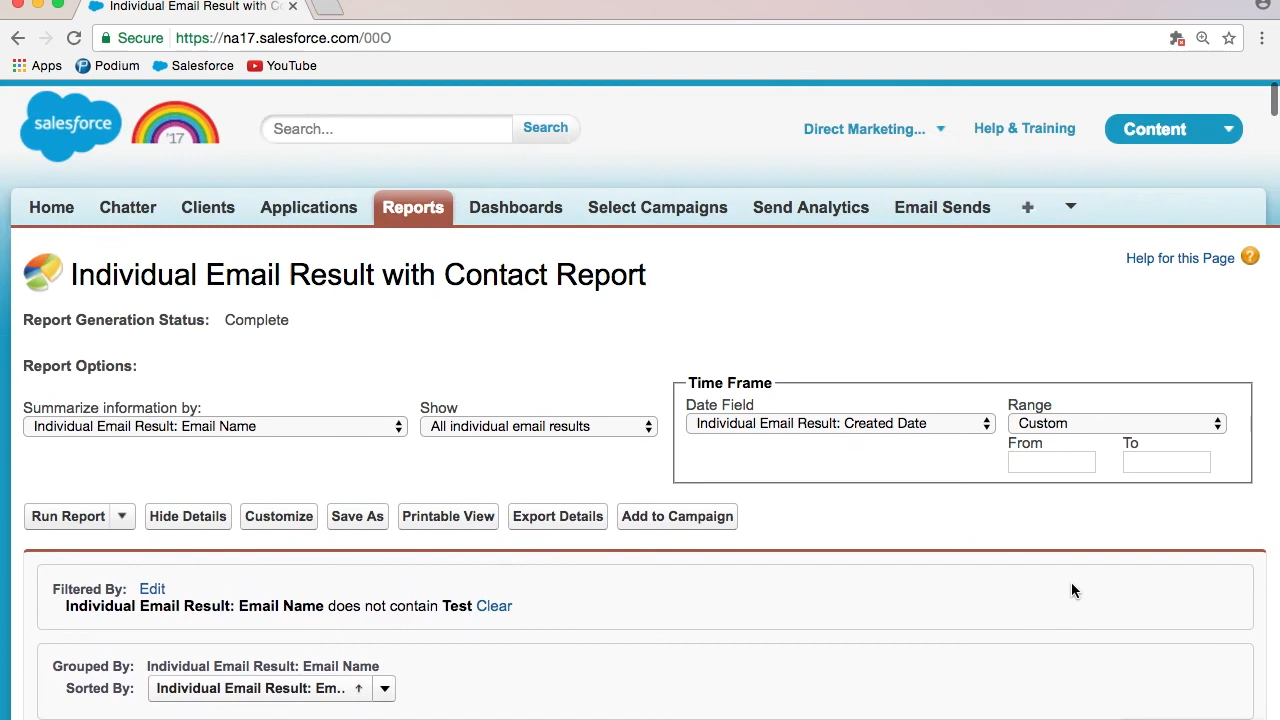 Individual Email Result with Co
Secure https://na17.salesforce.com/00O
Apps Podium Salesforce YouTube
salesforce '17 Search... Search Direct Marketing... Help & Training Content
Home Chatter Clients Applications Reports Dashboards Select Campaigns Send Analytics Email Sends +
Help for this Page ?
Individual Email Result with Contact Report
Report Generation Status: Complete
Report Options:
Time Frame
Summarize information by: Show Date Field Range
Individual Email Result: Email Name All individual email results Individual Email Result: Created Date Custom
From To
Run Report Hide Details Customize Save As Printable View Export Details Add to Campaign
Filtered By: Edit
Individual Email Result: Email Name does not contain Test Clear
Grouped By: Individual Email Result: Email Name
Sorted By: Individual Email Result: Em.. ↑